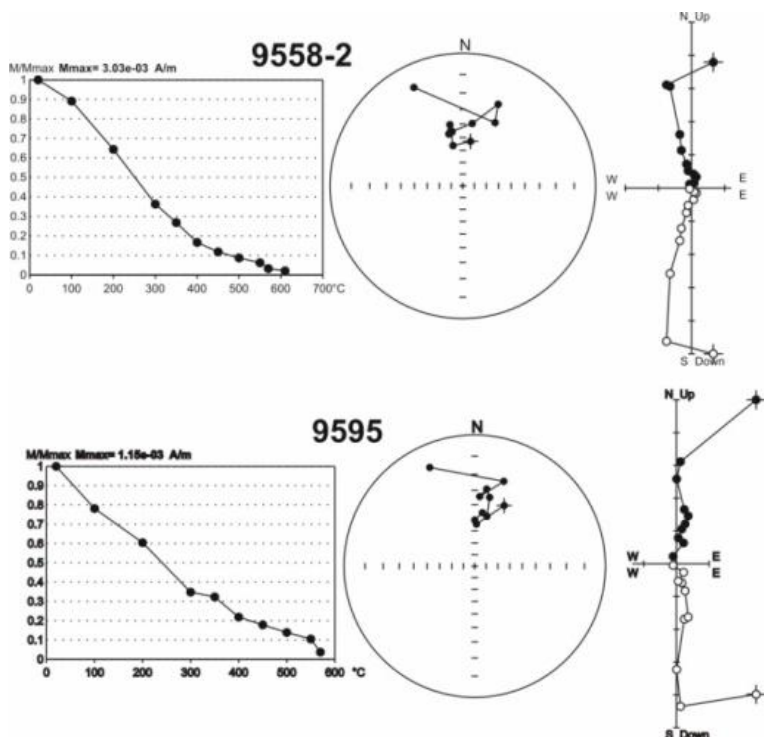 N Up
9558-2
N
M/Mmax Mmax= 3.03e-03 A/m
1
0.9
0.8
0.7
0.6
0.5
0.4
0.3
0.2
0.1
0
0 100 200 300 400 500 600 700°C
W E
W E
S Down
N Up
9595
N
M/Mmax Mmax= 1.15e-03 A/m
1
0.9
0.8
0.7
0.6
0.5
0.4
0.3
0.2
0.1
0
0 100 200 300 400 500 600 °C
W E
W E
S Down